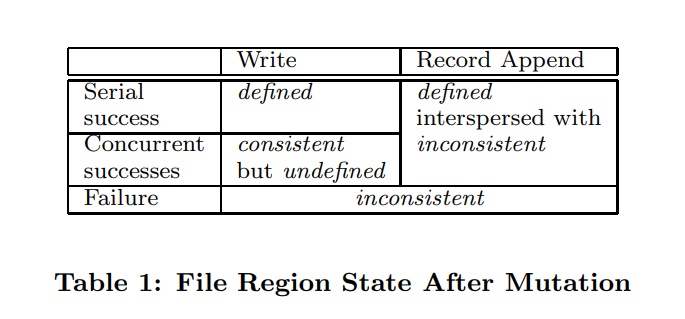 Write Record Append
Serial defined defined
success interspersed with
Concurrent consistent inconsistent
successes but undefined
Failure inconsistent
Table 1: File Region State After Mutation